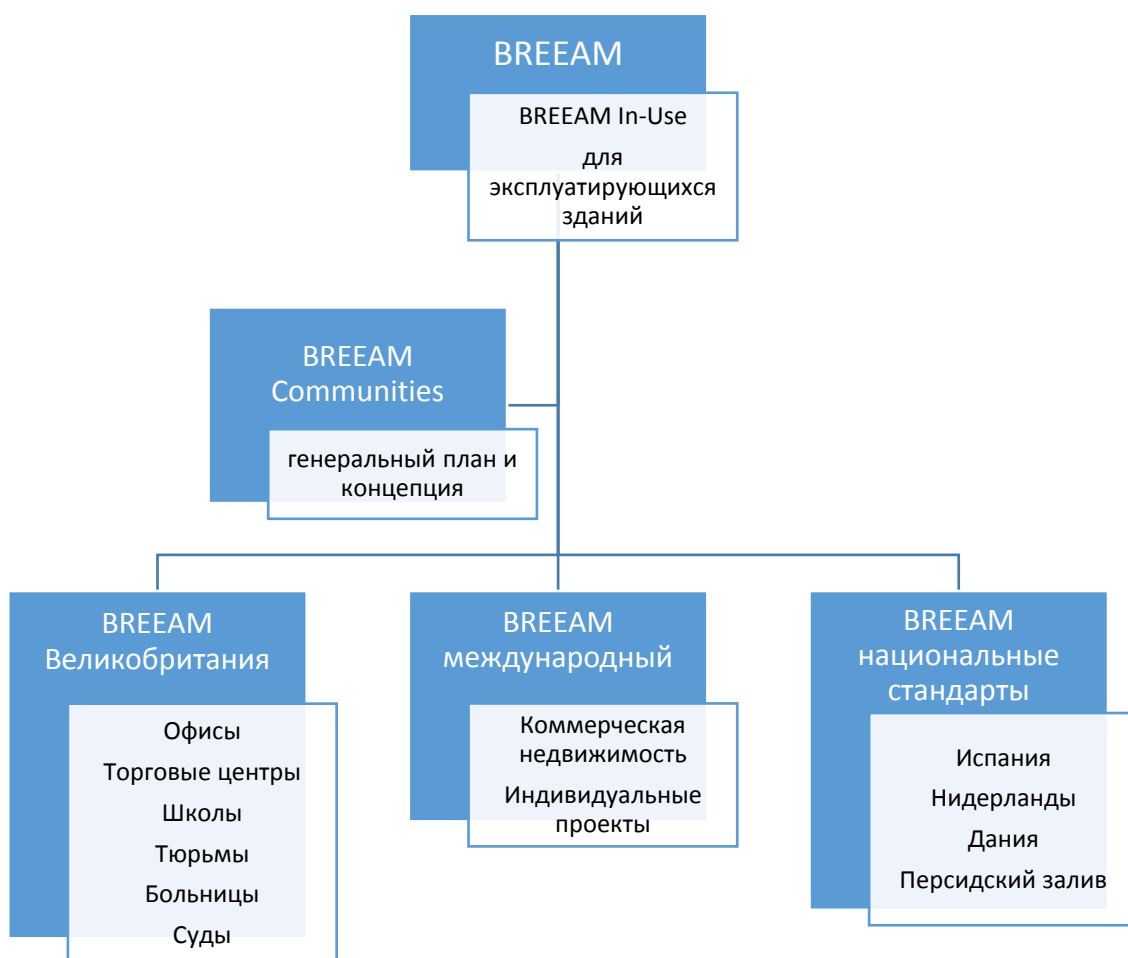 BREEAM
BREEAM In-Use
для
эксплуатирующихся
зданий
BREEAM
Communities
генеральный план и
концепция
BREEAM
Великобритания
Офисы
Торговые центры
Школы
Тюрьмы
Больницы
Суды
BREEAM
международный
Коммерческая
недвижимость
Индивидуальные
проекты
BREEAM
национальные
стандарты
Испания
Нидерланды
Дания
Персидский залив